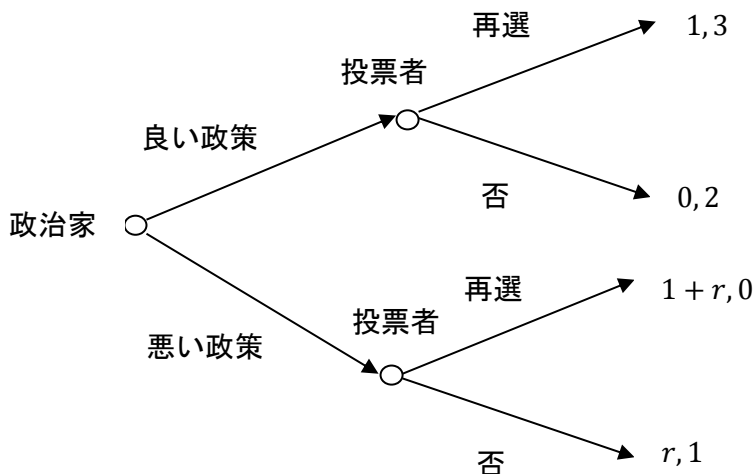 再選
1,3
投票者
良い政策
否
0,2
政治家
再選
1 + r, 0
投票者
悪い政策
否
r, 1